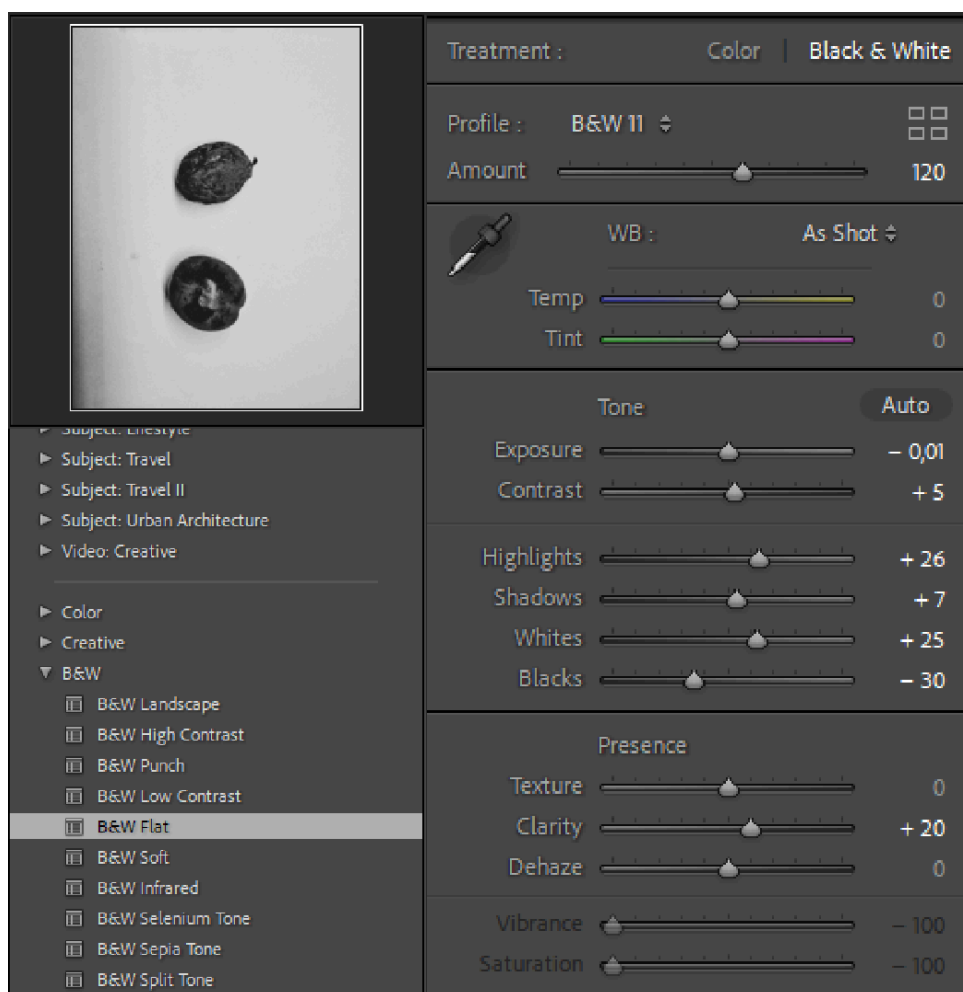 Treatment : Color | Black & White
Profile : B&W 11
Amount 120
WB : As Shot
Temp 0
Tint 0
Tone Auto
Exposure – 0,01
Contrast + 5
Highlights + 26
Shadows + 7
Whites + 25
Blacks – 30
Presence
Texture 0
Clarity + 20
Dehaze 0
Vibrance – 100
Saturation – 100
Subject: Lifestyle
Subject: Travel
Subject: Travel II
Subject: Urban Architecture
Video: Creative
Color
Creative
B&W
B&W Landscape
B&W High Contrast
B&W Punch
B&W Low Contrast
B&W Flat
B&W Soft
B&W Infrared
B&W Selenium Tone
B&W Sepia Tone
B&W Split Tone